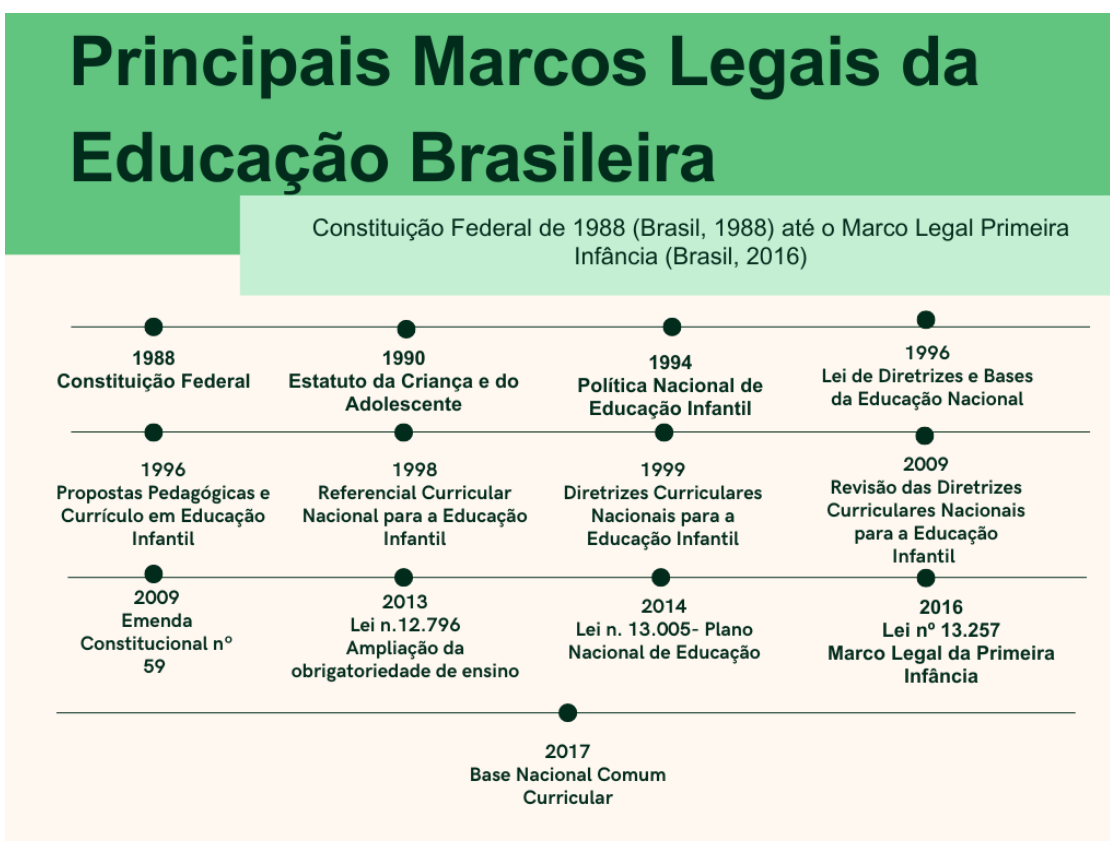 Principais Marcos Legais da
Educação Brasileira
Constituição Federal de 1988 (Brasil, 1988) até o Marco Legal Primeira
Infância (Brasil, 2016)
1988
Constituição Federal
1990
Estatuto da Criança e do
Adolescente
1994
Política Nacional de
Educação Infantil
1996
Lei de Diretrizes e Bases
da Educação Nacional
1996
Propostas Pedagógicas e
Currículo em Educação
Infantil
1998
Referencial Curricular
Nacional para a Educação
Infantil
1999
Diretrizes Curriculares
Nacionais para a
Educação Infantil
2009
Revisão das Diretrizes
Curriculares Nacionais
para a Educação
Infantil
2009
Emenda
Constitucional nº
59
2013
Lei n.12.796
Ampliação da
obrigatoriedade de ensino
2014
Lei n. 13.005- Plano
Nacional de Educação
2016
Lei nº 13.257
Marco Legal da Primeira
Infância
2017
Base Nacional Comum
Curricular